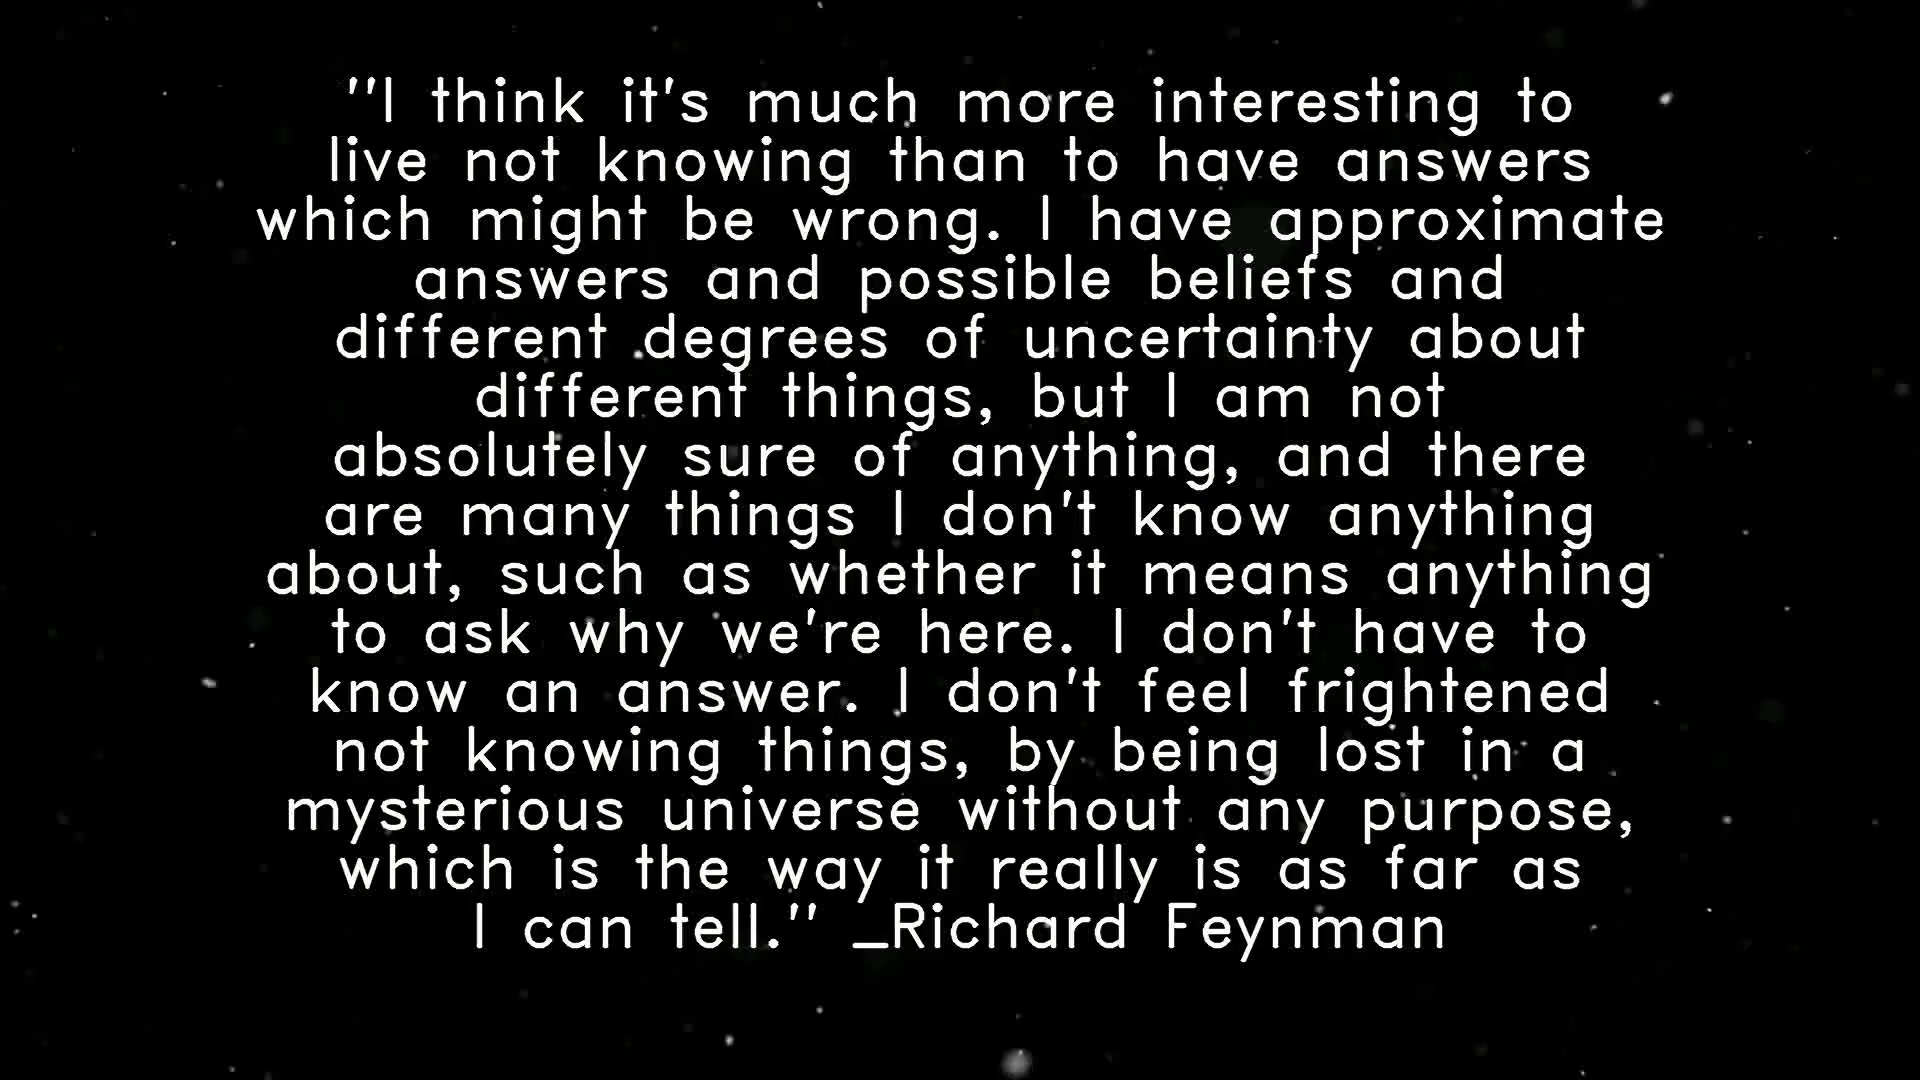 "I think it's much more interesting to
live not knowing than to have answers
which might be wrong. I have approximate
answers and possible beliefs and
different degrees of uncertainty about
different things, but I am not
absolutely sure of anything, and there
are many things I don't know anything
about, such as whether it means anything
to ask why we're here. I don't have to
know an answer. I don't feel frightened
not knowing things, by being lost in a
mysterious universe without any purpose,
which is the way it really is as far as
I can tell." _Richard Feynman